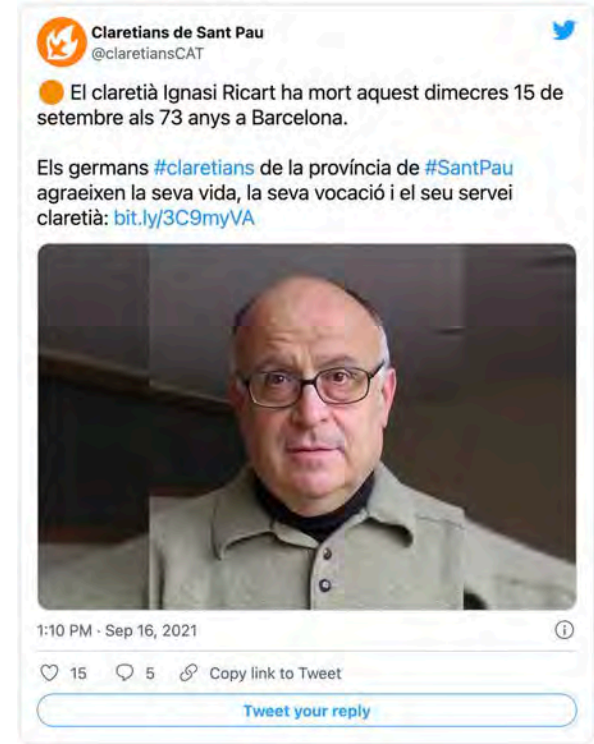 Claretians de Sant Pau
@claretiansCAT
El claretià Ignasi Ricart ha mort aquest dimecres 15 de
setembre als 73 anys a Barcelona.
Els germans #claretians de la província de #SantPau
agraeixen la seva vida, la seva vocació i el seu servei
claretià: bit.ly/3C9myVA
1:10 PM · Sep 16, 2021
15 5 Copy link to Tweet
Tweet your reply